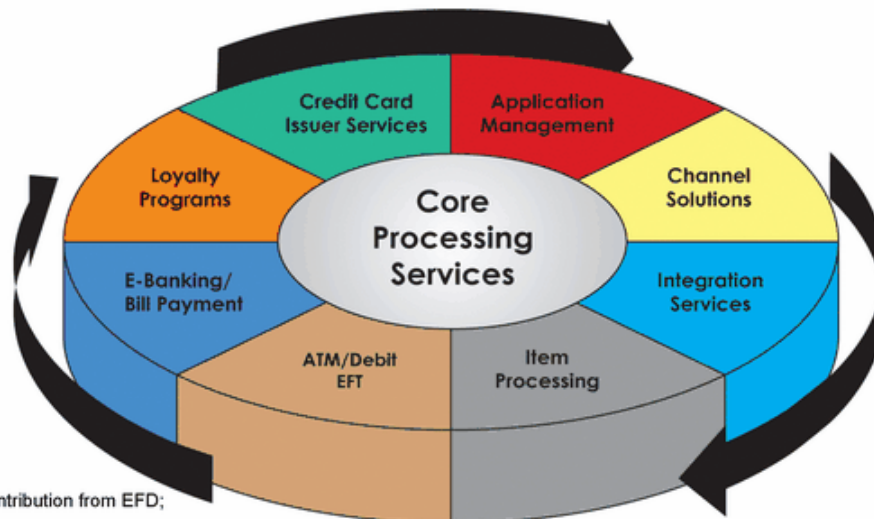 Credit Card
Issuer Services
Application
Management
Channel
Solutions
Integration
Services
Item
Processing
ATM/Debit
EFT
E-Banking/
Bill Payment
Loyalty
Programs
Core
Processing
Services
ntribution from EFD;